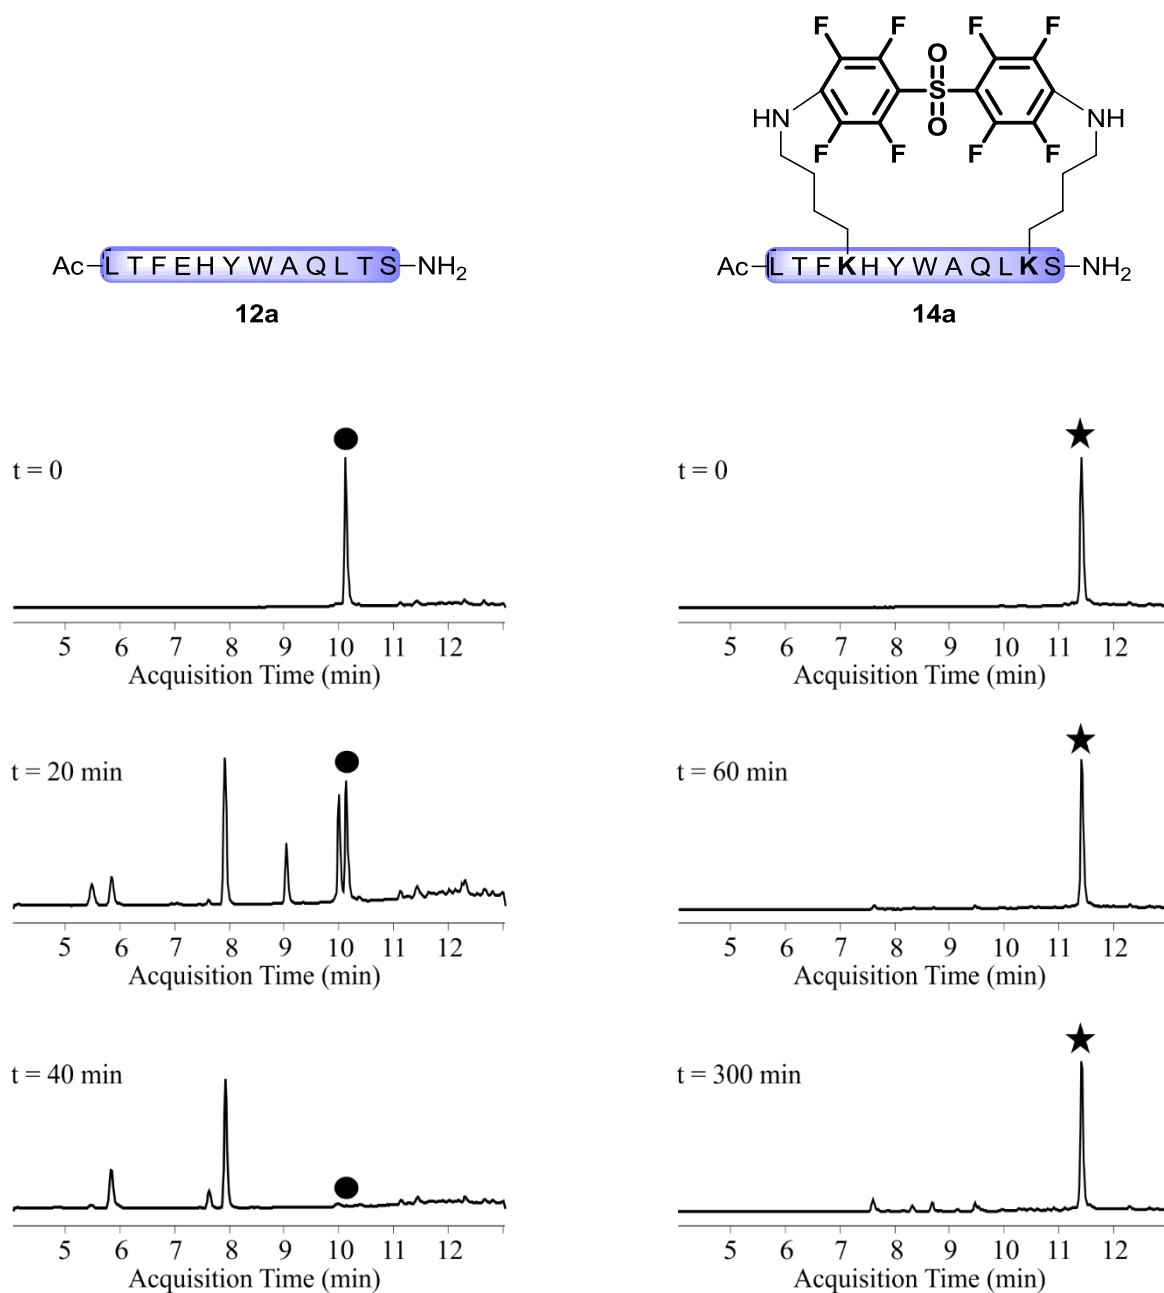 F F F F
O
S
O
HN NH
F F F F
Ac–L T F E H Y W A Q L T S–NH2
12a
Ac–L T F K H Y W A Q L K S–NH2
14a
t = 0
5 6 7 8 9 10 11 12
Acquisition Time (min)
t = 0
5 6 7 8 9 10 11 12
Acquisition Time (min)
t = 20 min
5 6 7 8 9 10 11 12
Acquisition Time (min)
t = 60 min
5 6 7 8 9 10 11 12
Acquisition Time (min)
t = 40 min
5 6 7 8 9 10 11 12
Acquisition Time (min)
t = 300 min
5 6 7 8 9 10 11 12
Acquisition Time (min)